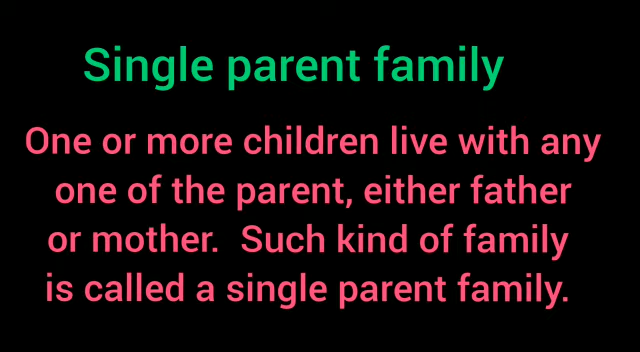 Single parent family
One or more children live with any
one of the parent, either father
or mother.  Such kind of family
is called a single parent family.